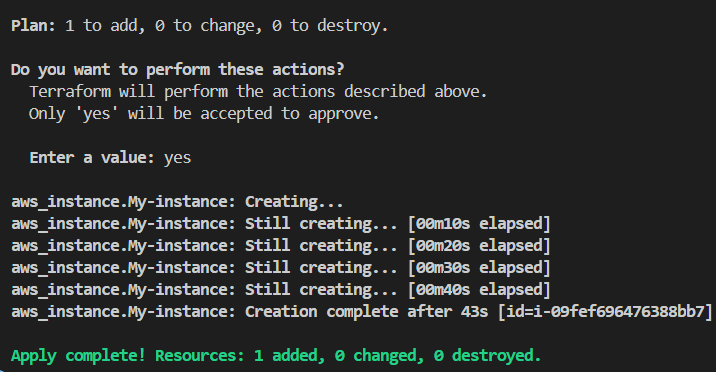 Plan: 1 to add, 0 to change, 0 to destroy.
Do you want to perform these actions?
Terraform will perform the actions described above.
Only 'yes' will be accepted to approve.
Enter a value: yes
aws_instance.My-instance: Creating...
aws_instance.My-instance: Still creating... [00m10s elapsed]
aws_instance.My-instance: Still creating... [00m20s elapsed]
aws_instance.My-instance: Still creating... [00m30s elapsed]
aws_instance.My-instance: Still creating... [00m40s elapsed]
aws_instance.My-instance: Creation complete after 43s [id=i-09fef696476388bb7]
Apply complete! Resources: 1 added, 0 changed, 0 destroyed.